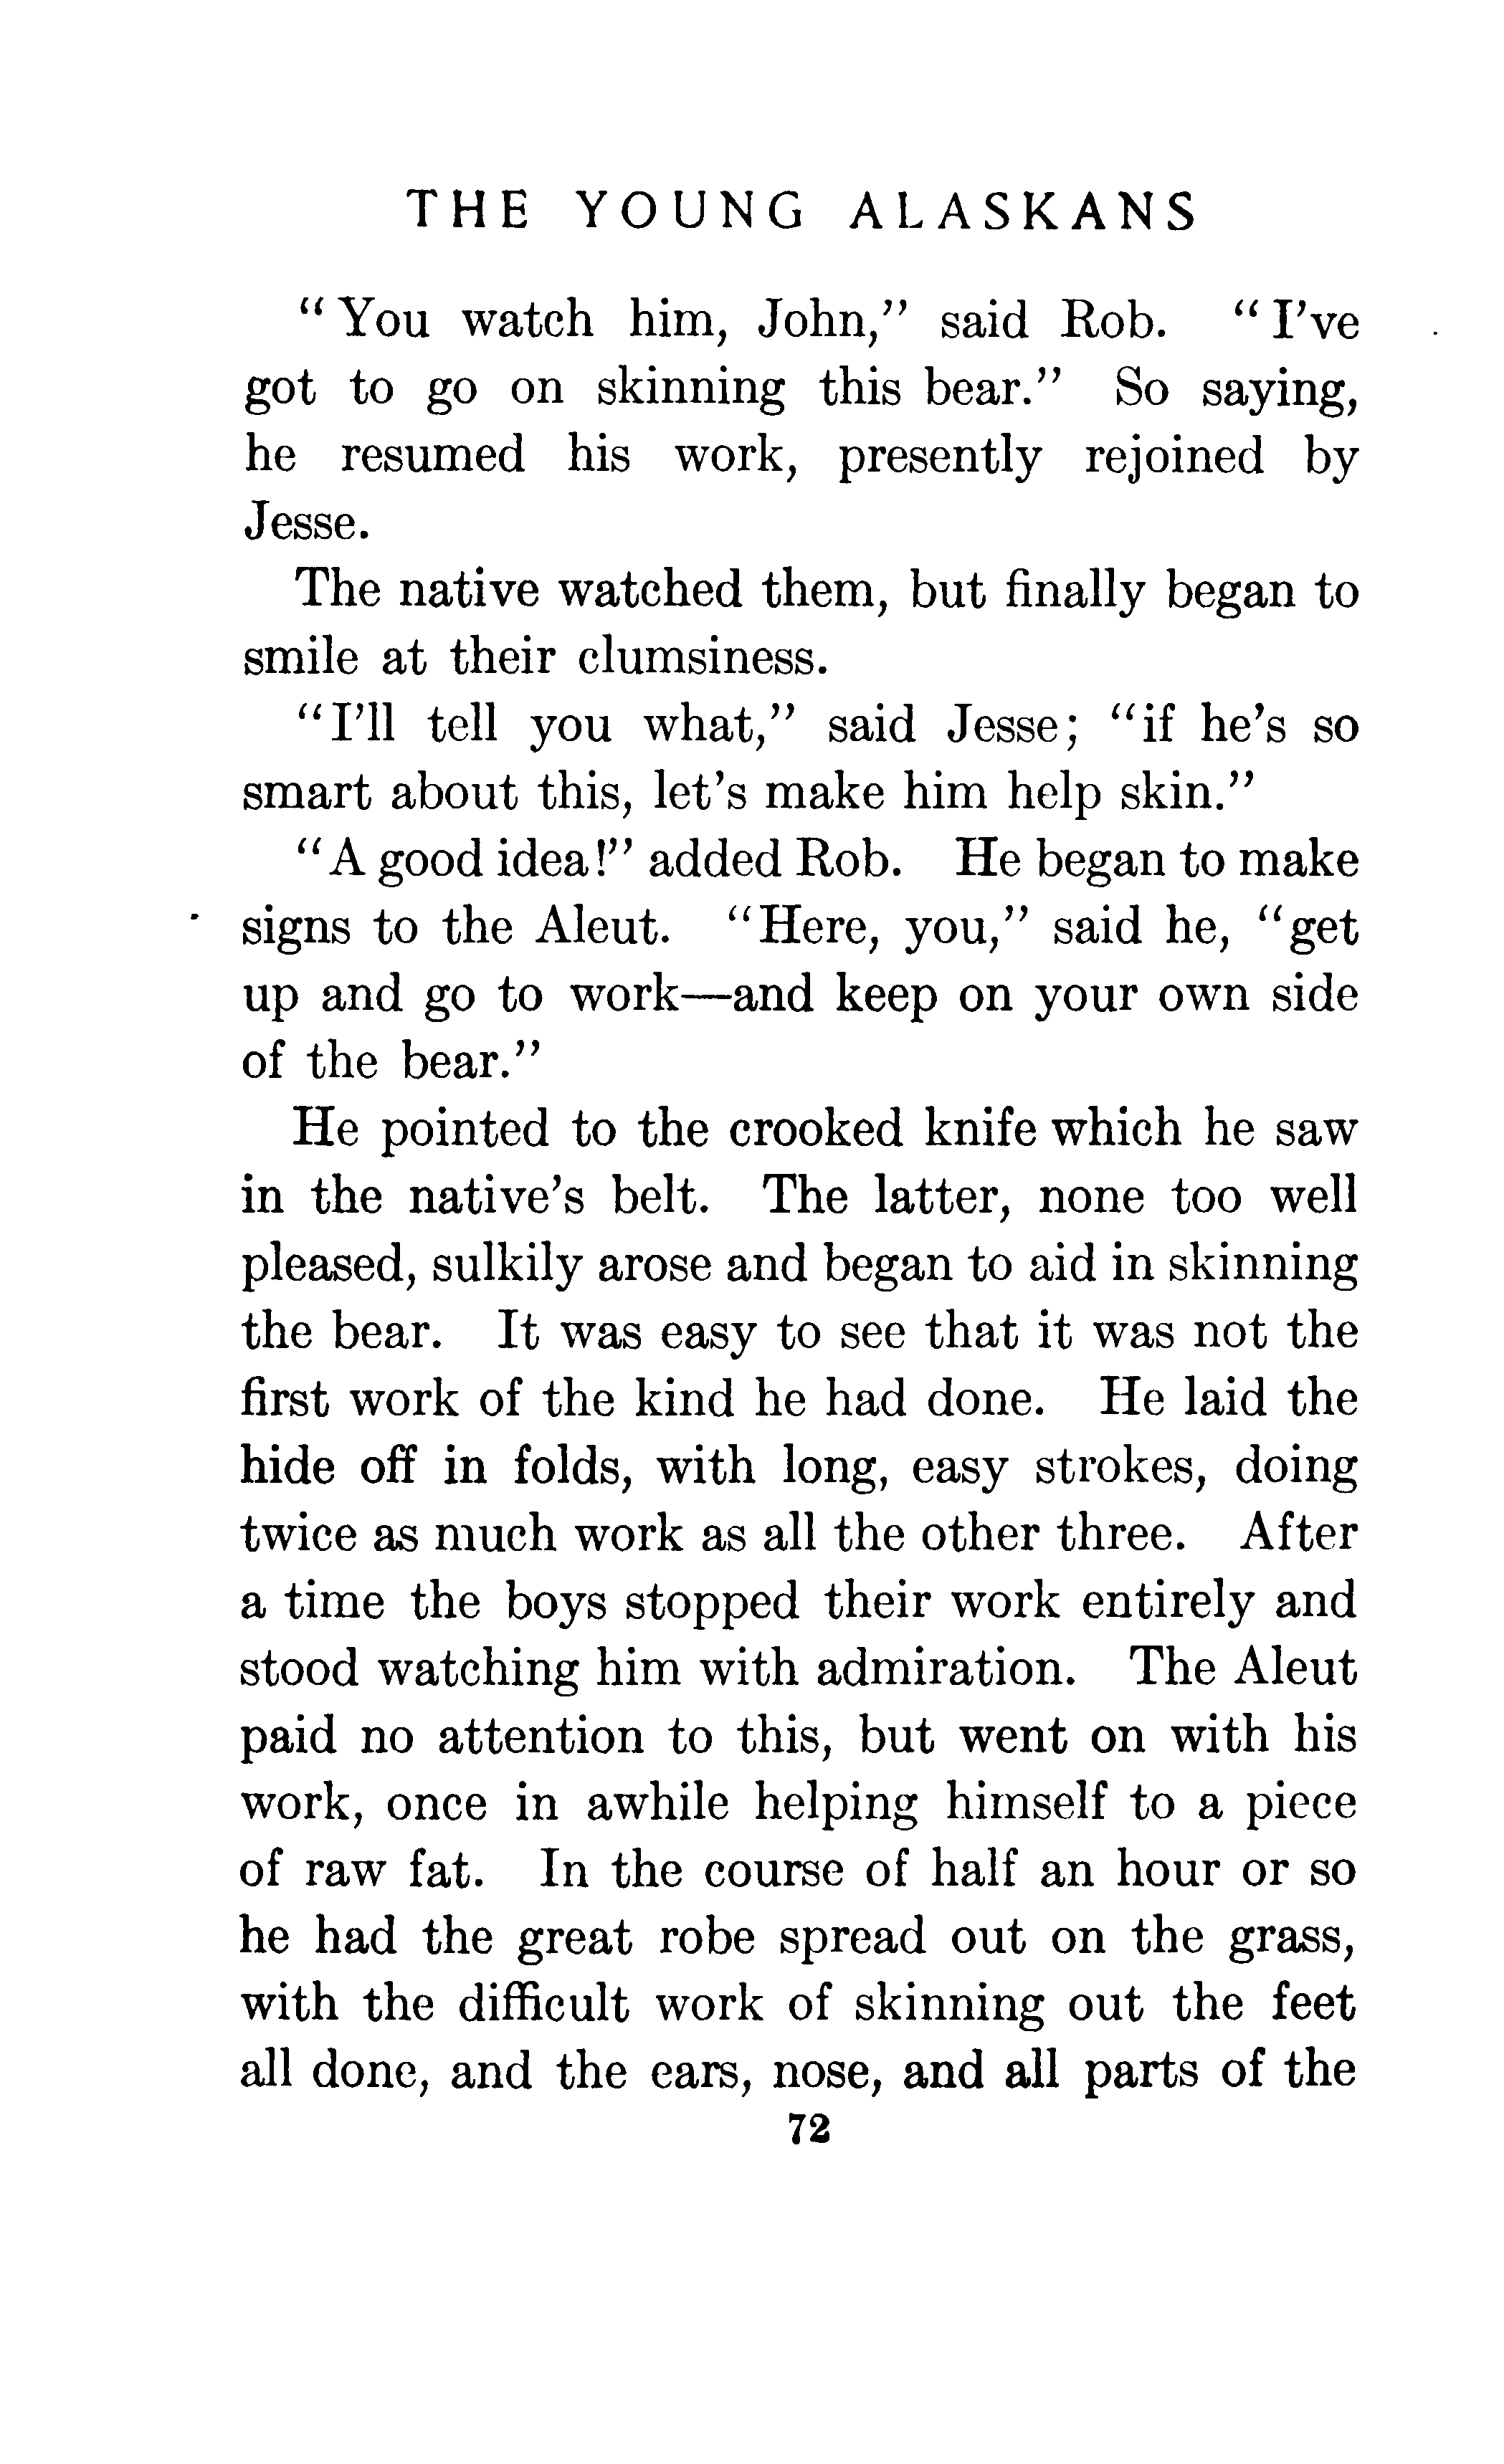 THE YOUNG ALASKANS
"You watch him, John," said Rob. "I've
got to go on skinning this bear." So saying,
he resumed his work, presently rejoined by
Jesse.
The native watched them, but finally began to
smile at their clumsiness.
"I'll tell you what," said Jesse; "if he's so
smart about this, let's make him help skin."
"A good idea!" added Rob. He began to make
signs to the Aleut. "Here, you," said he, "get
up and go to work—and keep on your own side
of the bear."
He pointed to the crooked knife which he saw
in the native's belt. The latter, none too well
pleased, sulkily arose and began to aid in skinning
the bear. It was easy to see that it was not the
first work of the kind he had done. He laid the
hide off in folds, with long, easy strokes, doing
twice as much work as all the other three. After
a time the boys stopped their work entirely and
stood watching him with admiration. The Aleut
paid no attention to this, but went on with his
work, once in awhile helping himself to a piece
of raw fat. In the course of half an hour or so
he had the great robe spread out on the grass,
with the difficult work of skinning out the feet
all done, and the ears, nose, and all parts of the
72